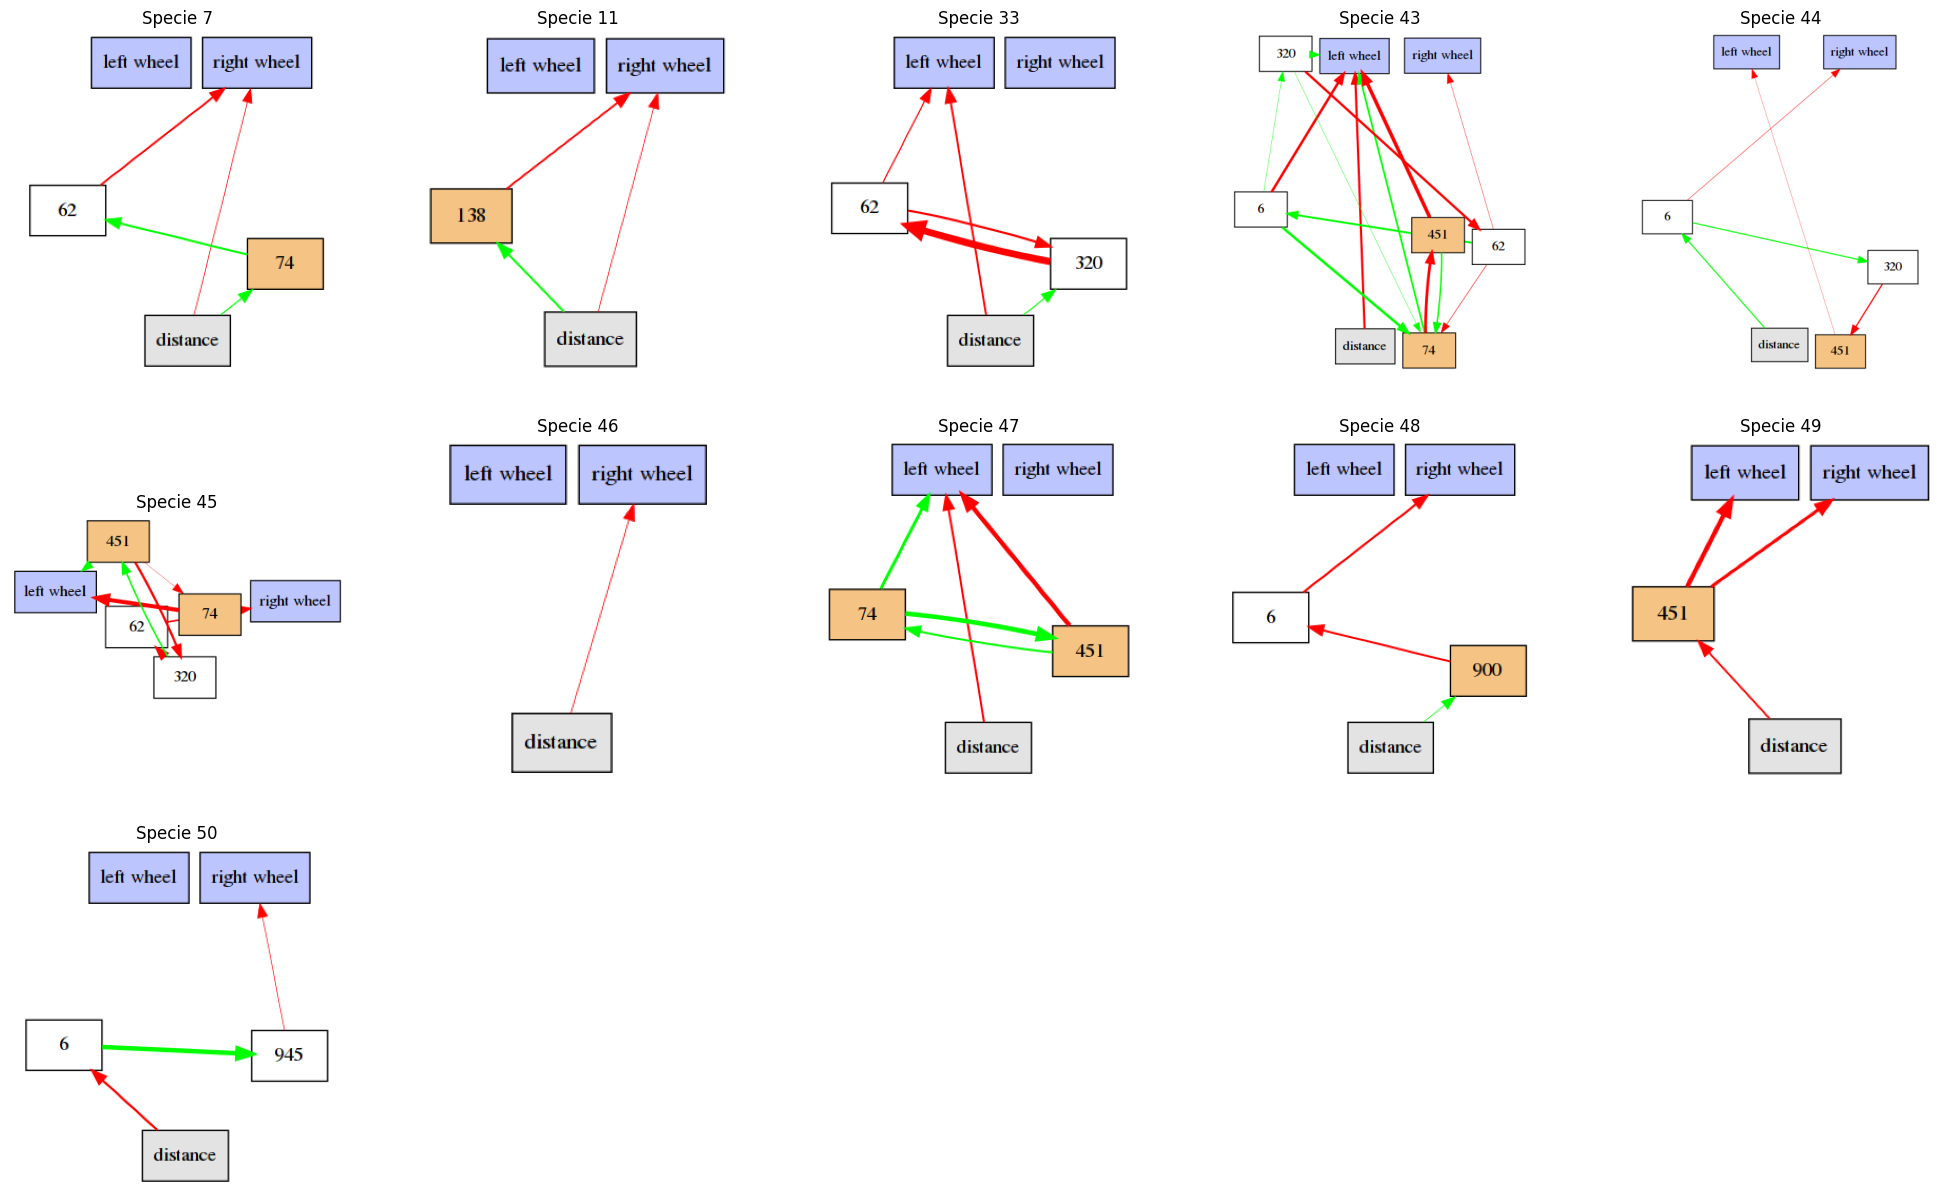 Specie 7
left wheel
right wheel
62
74
distance
Specie 11
left wheel
right wheel
138
distance
Specie 33
left wheel
right wheel
62
320
distance
Specie 43
320
left wheel
right wheel
6
451
62
distance
74
Specie 44
left wheel
right wheel
6
320
distance
451
Specie 45
451
left wheel
74
right wheel
62
320
Specie 46
left wheel
right wheel
distance
Specie 47
left wheel
right wheel
74
451
distance
Specie 48
left wheel
right wheel
6
900
distance
Specie 49
left wheel
right wheel
451
distance
Specie 50
left wheel
right wheel
6
945
distance